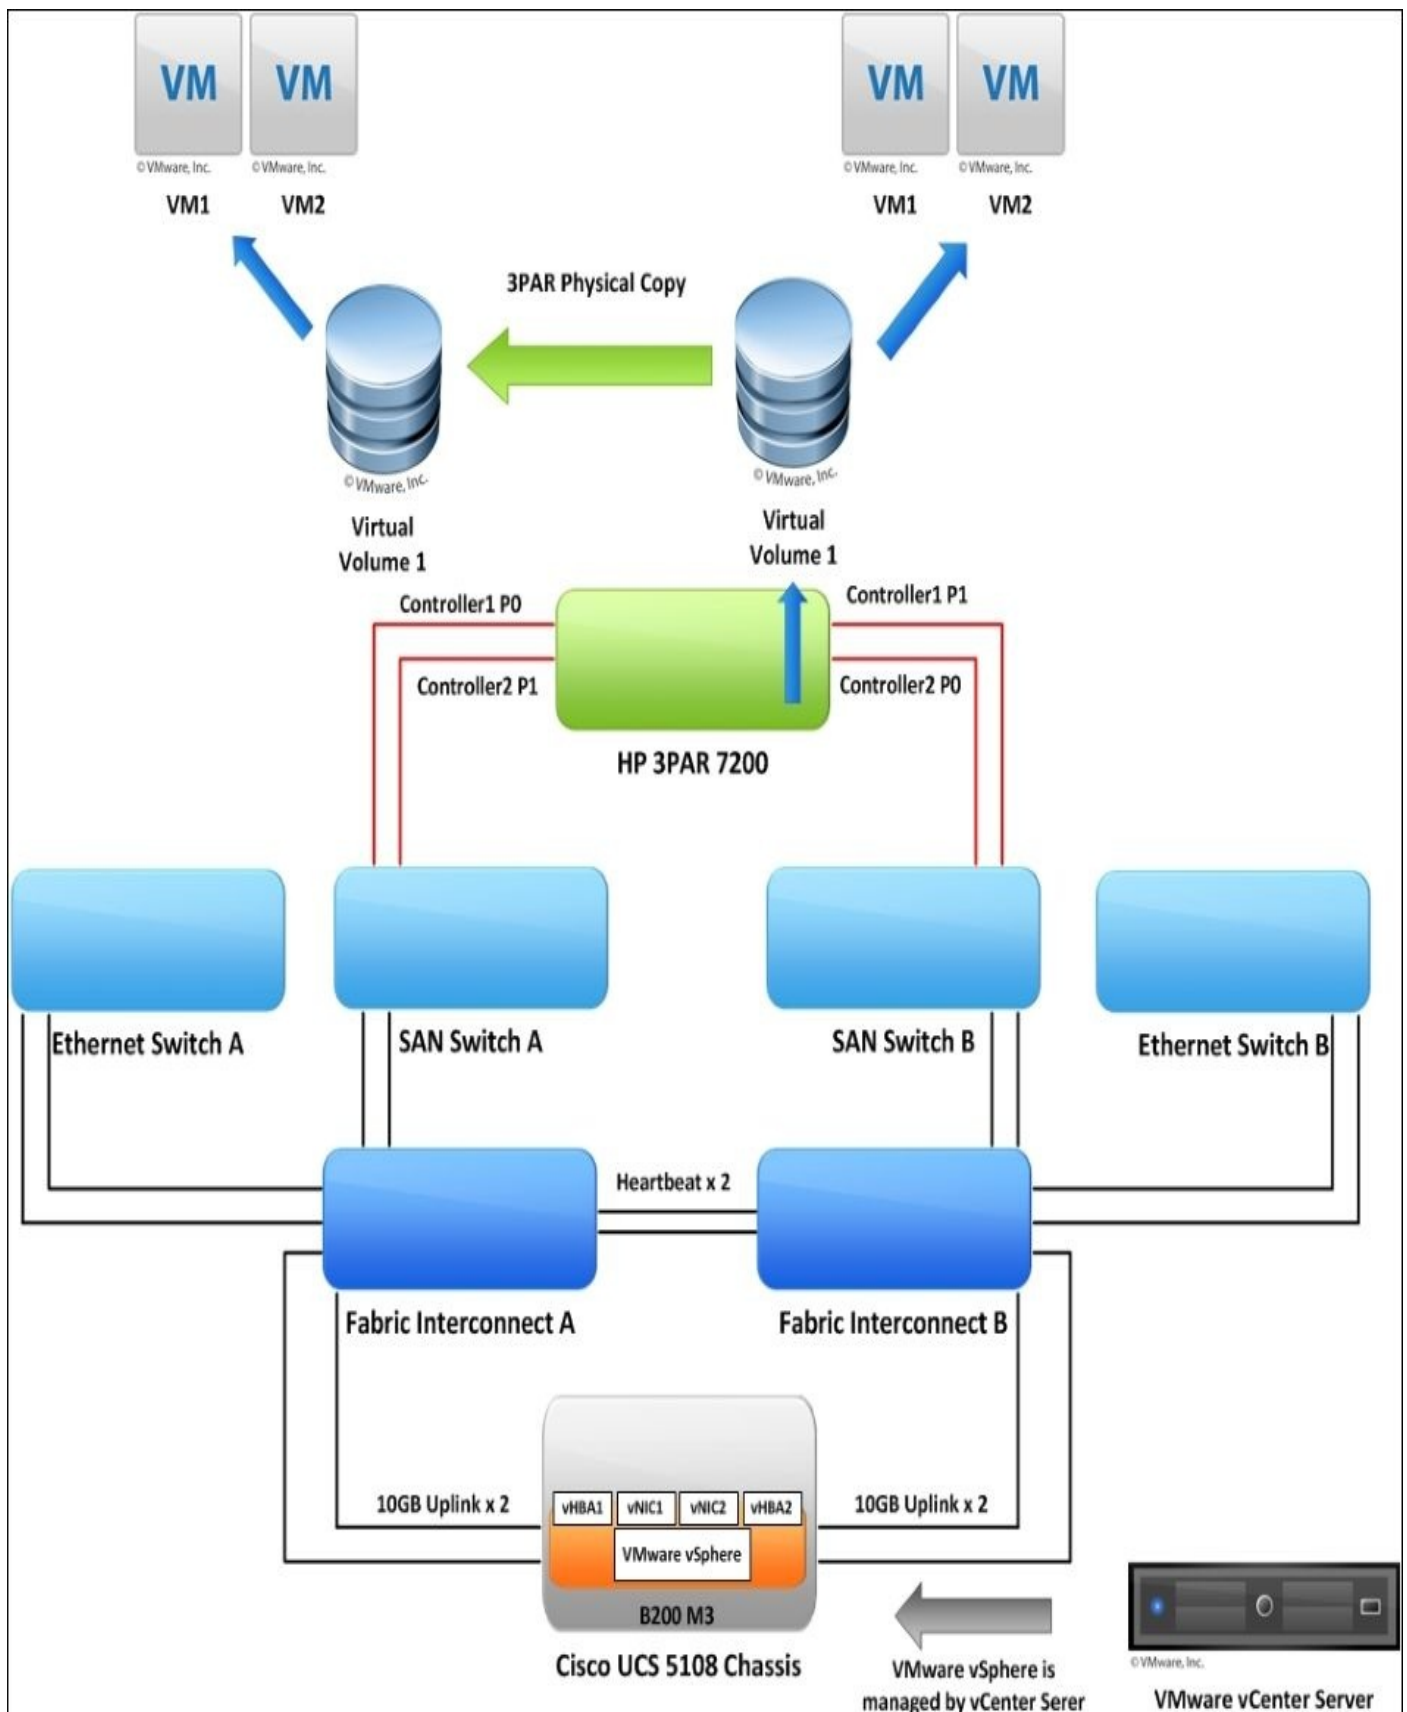 VM VM VM VM
© VMware, Inc. © VMware, Inc. © VMware, Inc. © VMware, Inc.
VM1 VM2 VM1 VM2
3PAR Physical Copy
© VMware, Inc. © VMware, Inc.
Virtual
Volume 1
Virtual
Volume 1
Controller1 P0 Controller1 P1
Controller2 P1 Controller2 P0
HP 3PAR 7200
Ethernet Switch A SAN Switch A SAN Switch B Ethernet Switch B
Heartbeat x 2
Fabric Interconnect A Fabric Interconnect B
10GB Uplink x 2 vHBA1 vNIC1 vNIC2 vHBA2 10GB Uplink x 2
VMware vSphere
B200 M3
Cisco UCS 5108 Chassis
© VMware, Inc.
VMware vSphere is
managed by vCenter Serer
VMware vCenter Server